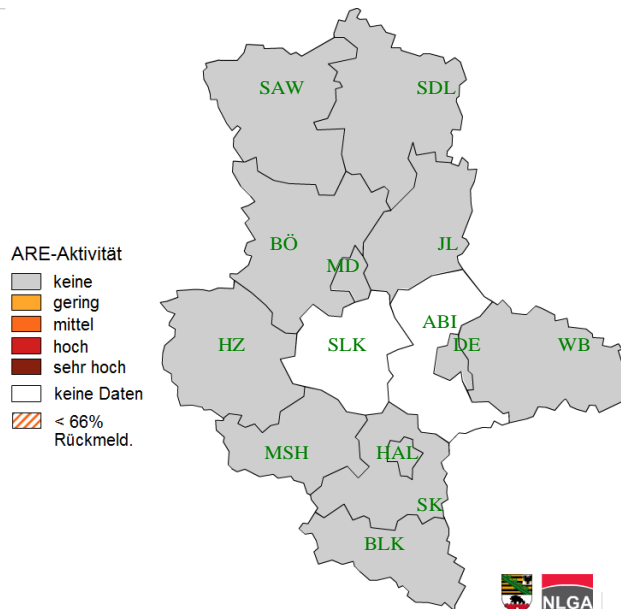 SAW
SDL
BÖ
JL
MD
ARE-Aktivität
keine
gering
mittel
hoch
sehr hoch
keine Daten
< 66%
Rückmeld.
ABI
HZ
SLK
DE
WB
MSH
HAL
SK
BLK
NLGA